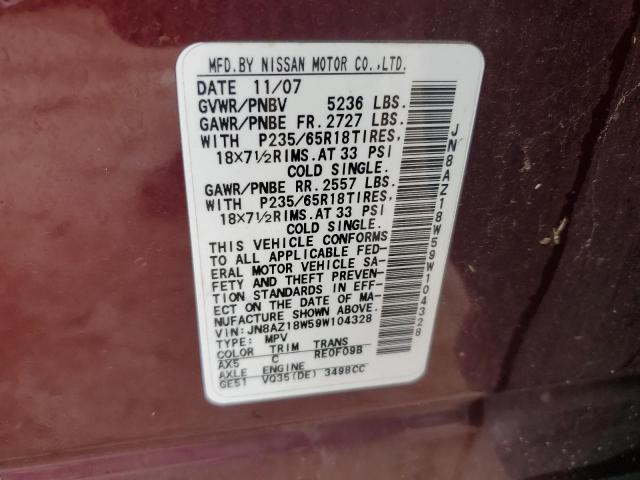 MFD.BY NISSAN MOTOR CO.,LTD.
DATE 11/07
GVWR/PNBV 5236 LBS.
GAWR/PNBE FR. 2727 LBS.
WITH P235/65R18TIRES,
18X7½RIMS.AT 33 PSI
COLD SINGLE.
GAWR/PNBE RR. 2557 LBS.
WITH P235/65R18TIRES,
18X7½RIMS.AT 33 PSI
COLD SINGLE.
THIS VEHICLE CONFORMS
TO ALL APPLICABLE FED-
ERAL MOTOR VEHICLE SA-
FETY AND THEFT PREVEN-
TION STANDARDS IN EFF-
ECT ON THE DATE OF MA-
NUFACTURE SHOWN ABOVE.
VIN: JN8AZ18W59W104328
TYPE: MPV
COLOR TRIM TRANS
AX5 C RE0F09B
AXLE ENGINE
GE51 VQ35(DE) 3498CC
JN8AZ18W59W104328